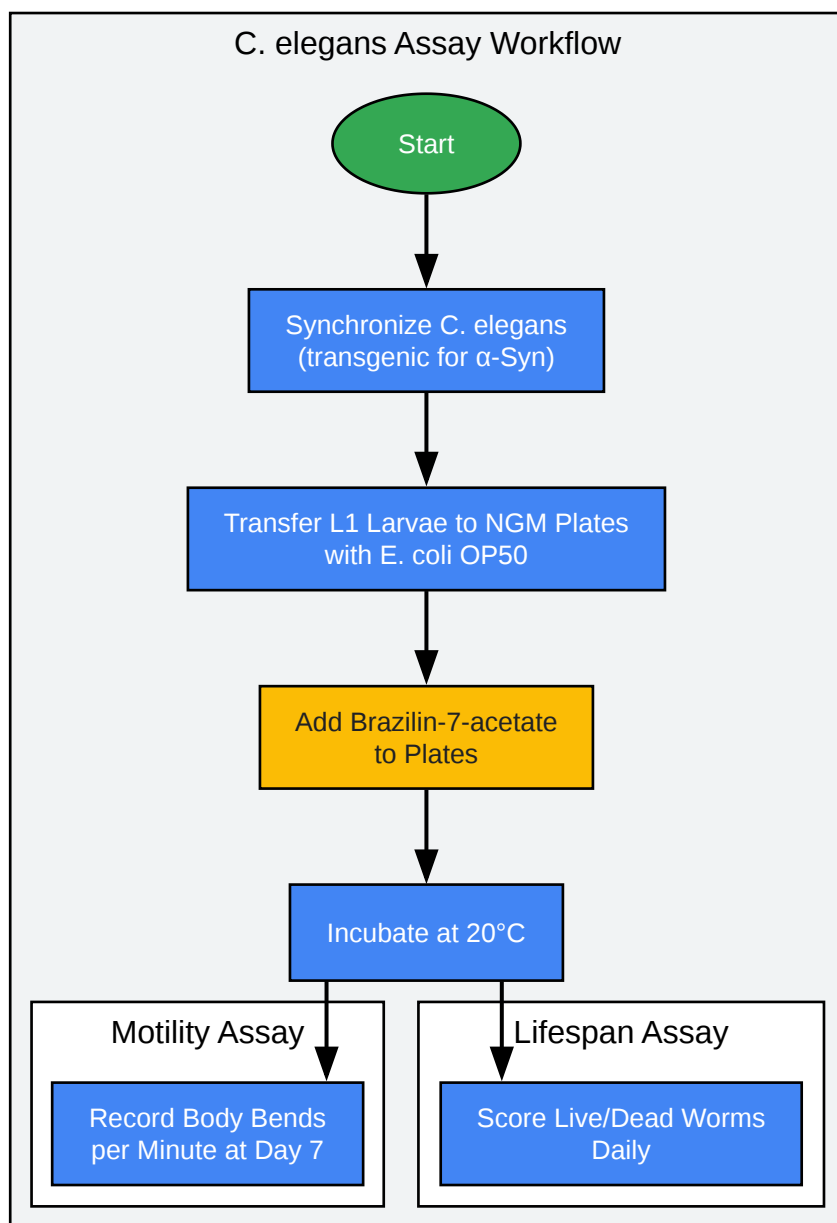 C. elegans Assay Workflow
Start
Synchronize C. elegans
(transgenic for α-Syn)
Transfer L1 Larvae to NGM Plates
with E. coli OP50
Add Brazilin-7-acetate
to Plates
Incubate at 20°C
Motility Assay
Record Body Bends
per Minute at Day 7
Lifespan Assay
Score Live/Dead Worms
Daily